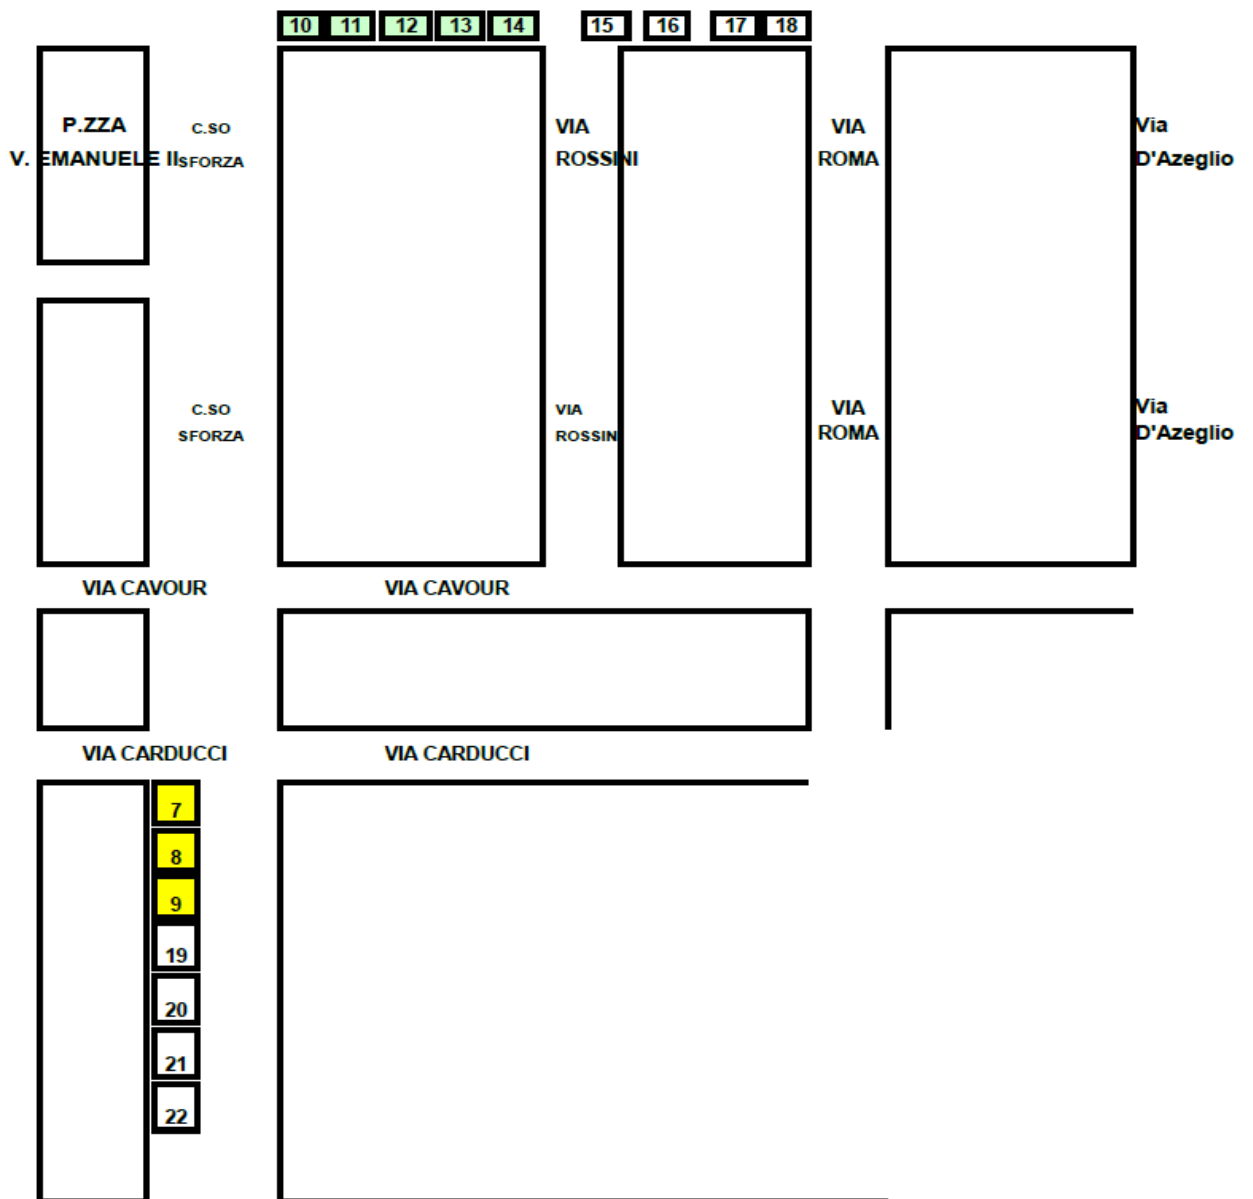 10 11 12 13 14 15 16 17 18
P.ZZA
V. EMANUELE II
C.SO
SFORZA
VIA
ROSSINI
VIA
ROMA
Via
D'Azeglio
C.SO
SFORZA
VIA
ROSSIN
VIA
ROMA
Via
D'Azeglio
VIA CAVOUR VIA CAVOUR
VIA CARDUCCI VIA CARDUCCI
7
8
9
19
20
21
22